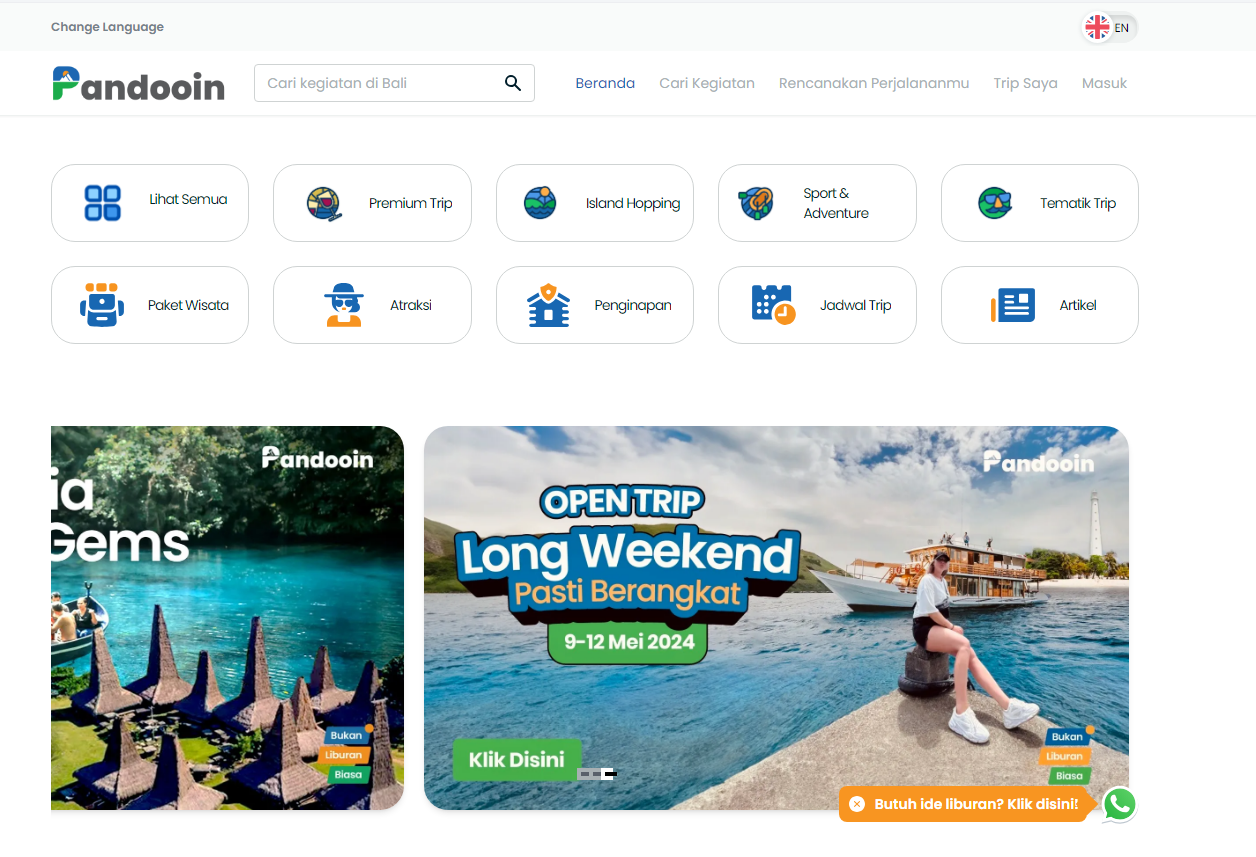 Change Language
EN
Pandooin
Cari kegiatan di Bali
Beranda
Cari Kegiatan
Rencanakan Perjalananmu
Trip Saya
Masuk
Lihat Semua
Premium Trip
Island Hopping
Sport &
Adventure
Tematik Trip
Paket Wisata
Atraksi
Penginapan
Jadwal Trip
Artikel
Pandooin
ia
Gems
Bukan
Liburan
Biasa
Pandooin
OPEN TRIP
Long Weekend
Pasti Berangkat
9-12 Mei 2024
Klik Disini
Bukan
Liburan
Biasa
Butuh ide liburan? Klik disini!